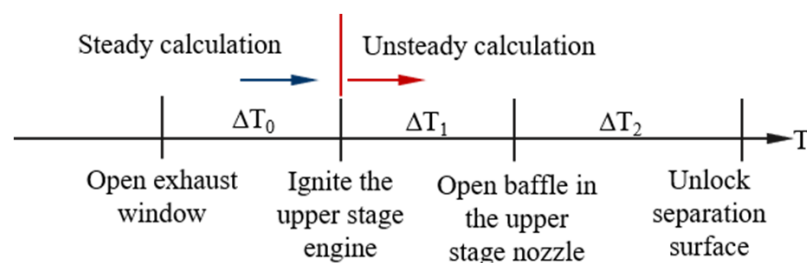 Steady calculation
Unsteady calculation
ΔT₀
ΔT₁
ΔT₂
T
Open exhaust
window
Ignite the
upper stage
engine
Open baffle in
the upper
stage nozzle
Unlock
separation
surface